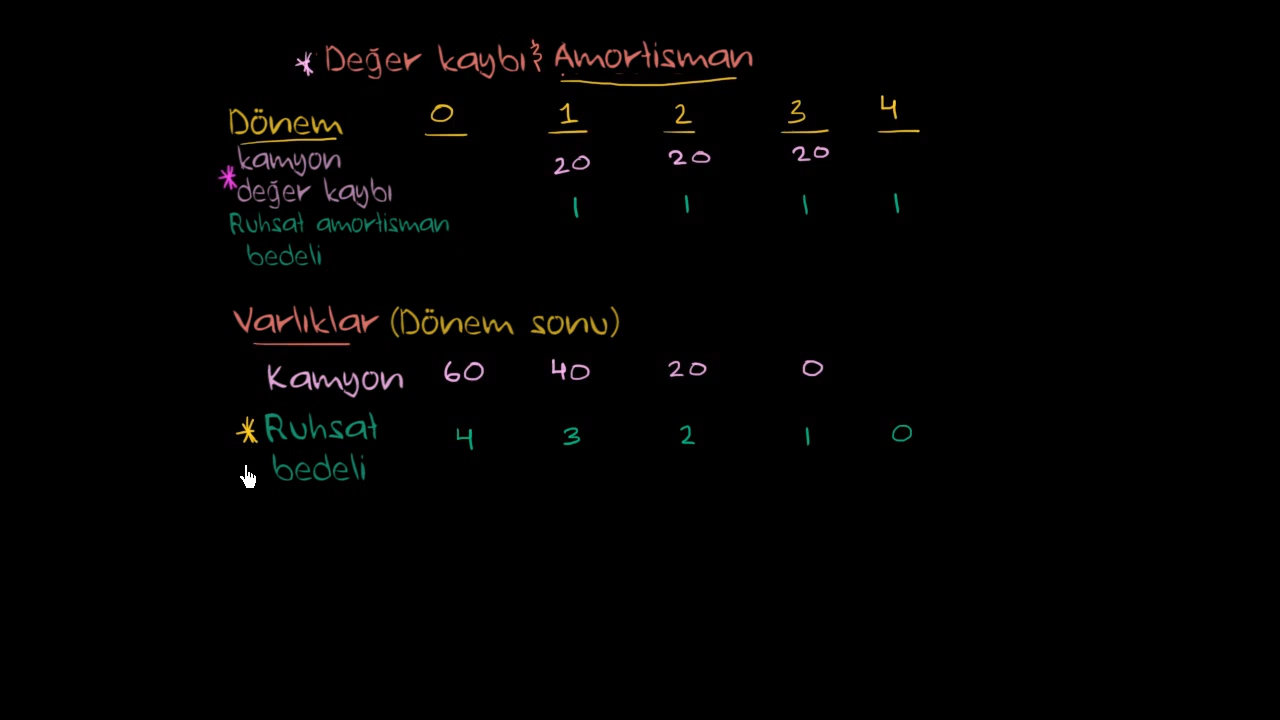 * Değer kaybı & Amortisman
Dönem 0 1 2 3 4
kamyon 20 20 20
* değer kaybı
Ruhsat amortisman 1 1 1 1
bedeli
Varlıklar (Dönem sonu)
Kamyon 60 40 20 0
* Ruhsat 4 3 2 1 0
bedeli